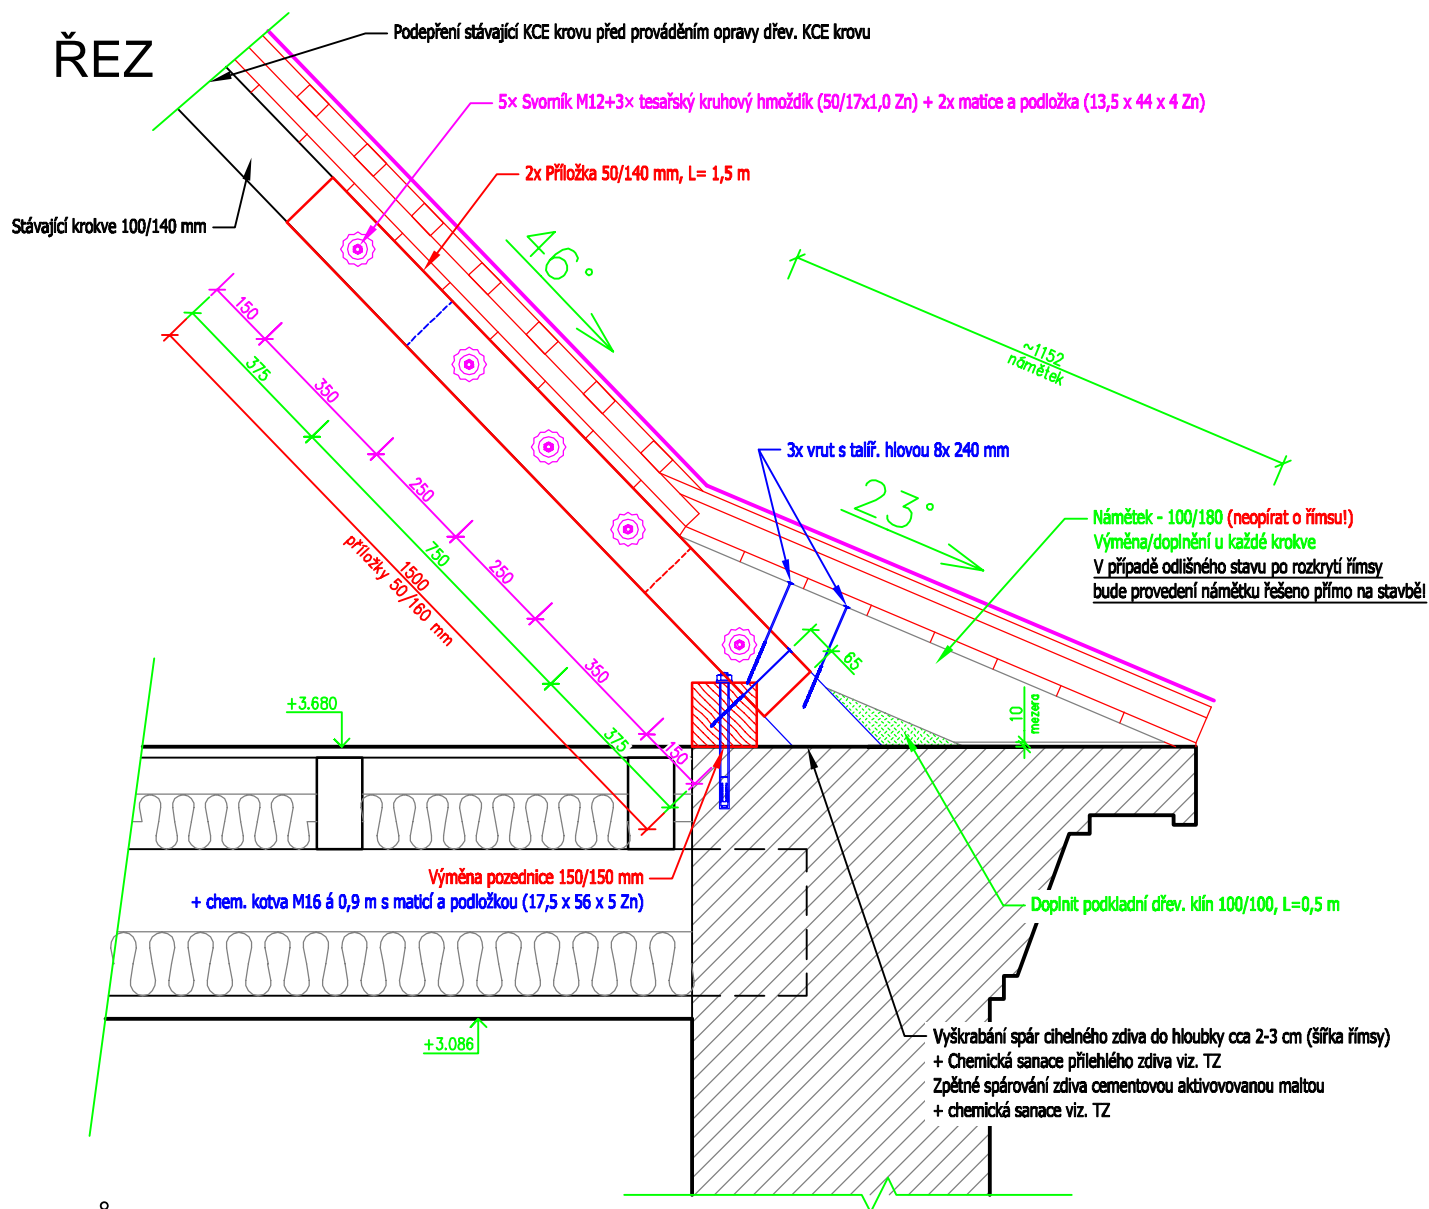 ŘEZ
Podepření stávající KCE krovu před prováděním opravy dřev. KCE krovu
5× Svorník M12+3× tesařský kruhový hmoždík (50/17x1,0 Zn) + 2x matice a podložka (13,5 x 44 x 4 Zn)
2x Příložka 50/140 mm, L= 1,5 m
Stávající krokve 100/140 mm
46°
~1152
námětek
150
375
350
250
750
1500
příložky 50/160 mm
250
350
375
150
3x vrut s talíř. hlovou 8x 240 mm
23°
Námětek - 100/180 (neopírat o římsu!)
Výměna/doplnění u každé krokve
V případě odlišného stavu po rozkrytí římsy
bude provedení námětku řešeno přímo na stavbě!
65
10
mezera
+3.680
Výměna pozednice 150/150 mm
+ chem. kotva M16 á 0,9 m s maticí a podložkou (17,5 x 56 x 5 Zn)
Doplnit podkladní dřev. klín 100/100, L=0,5 m
+3.086
Vyškrabání spár cihelného zdiva do hloubky cca 2-3 cm (šířka římsy)
+ Chemická sanace přilehlého zdiva viz. TZ
Zpětné spárování zdiva cementovou aktivovovanou maltou
+ chemická sanace viz. TZ